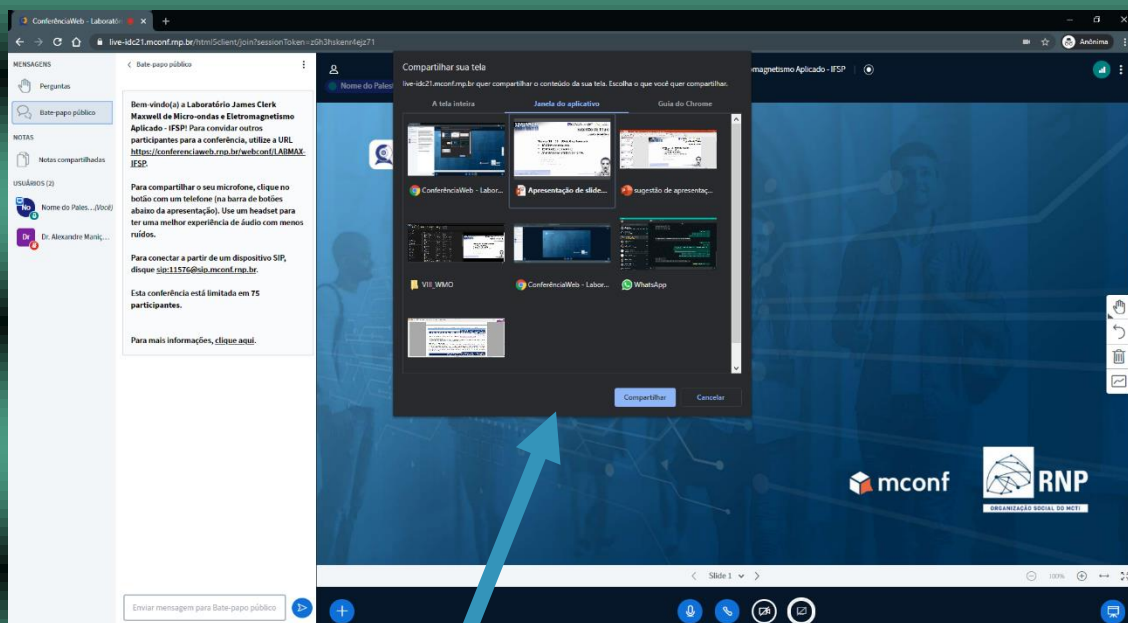 ConferênciaWeb - Laborató
live-idc21.mconf.rnp.br/html5client/join?sessionToken=z6h3hskenr4ejz71
Anônima
MENSAGENS
Perguntas
Bate-papo público
NOTAS
Notas compartilhadas
USUÁRIOS (2)
No
Nome do Pales... (Você)
Dr
Dr. Alexandre Maniç...
Bate-papo público
Bem-vindo(a) a Laboratório James Clerk
Maxwell de Micro-ondas e Eletromagnetismo
Aplicado - IFSP! Para convidar outros
participantes para a conferência, utilize a URL
https://conferenciaweb.rnp.br/webconf/LABMAX-
IFSP.
Para compartilhar o seu microfone, clique no
botão com um telefone (na barra de botões
abaixo da apresentação). Use um headset para
ter uma melhor experiência de áudio com menos
ruídos.
Para conectar a partir de um dispositivo SIP,
disque sip:11576@sip.mconf.rnp.br.
Esta conferência está limitada em 75
participantes.
Para mais informações, clique aqui.
Enviar mensagem para Bate-papo público
Nome do Pales
magnetismo Aplicado - IFSP
Compartilhar sua tela
live-idc21.mconf.rnp.br quer compartilhar o conteúdo da sua tela. Escolha o que você quer compartilhar.
A tela inteira
Janela do aplicativo
Guia do Chrome
ConferênciaWeb - Labor...
Apresentação de slide...
sugestão de apresentaç...
VIII_WMO
ConferênciaWeb - Labor...
WhatsApp
Compartilhar
Cancelar
mconf
RNP
ORGANIZAÇÃO SOCIAL DO MCTI
Slide 1
100%